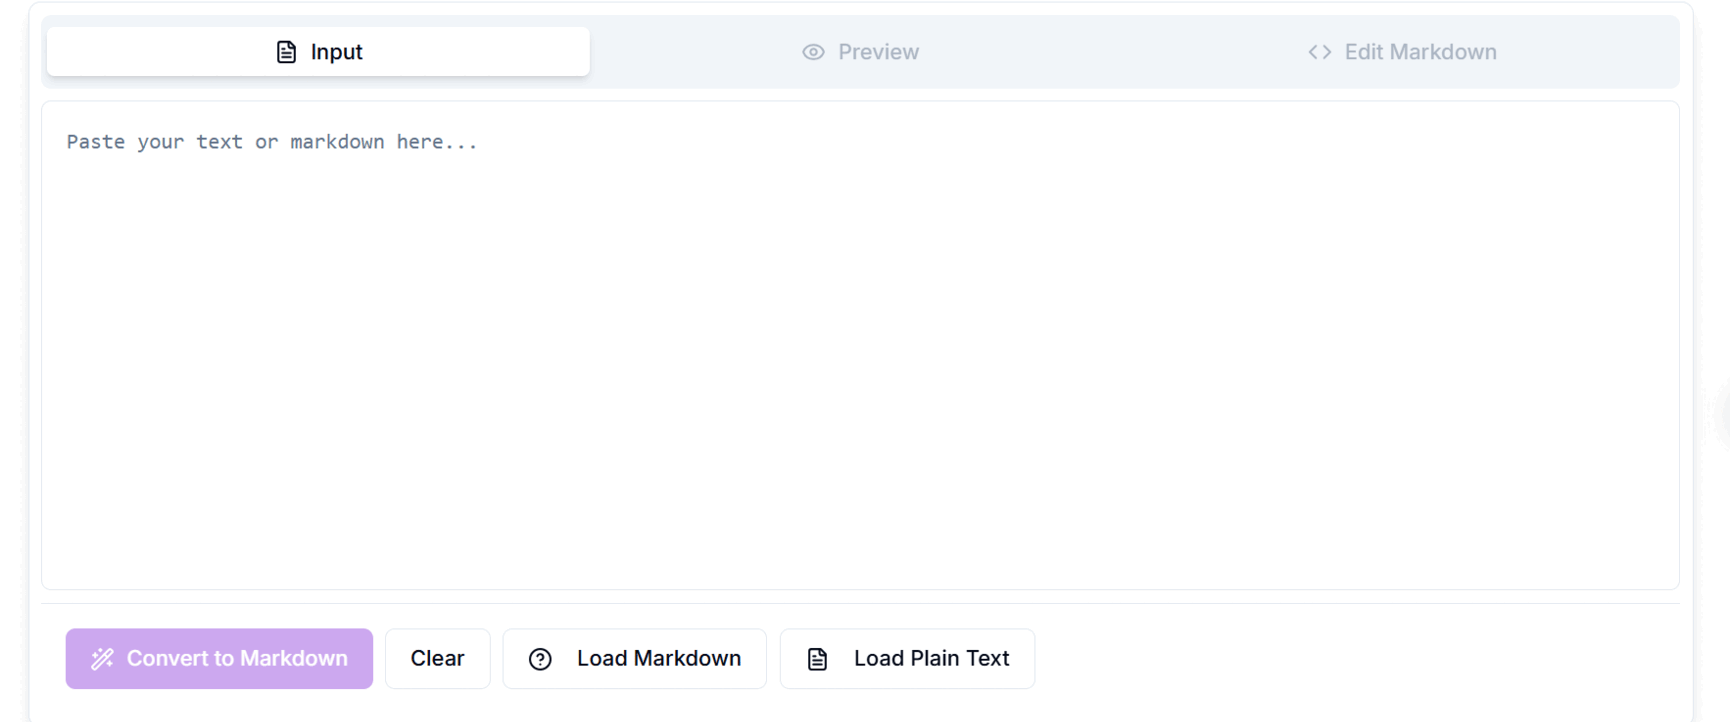 Input
Preview
Edit Markdown
Paste your text or markdown here...
Convert to Markdown
Clear
Load Markdown
Load Plain Text